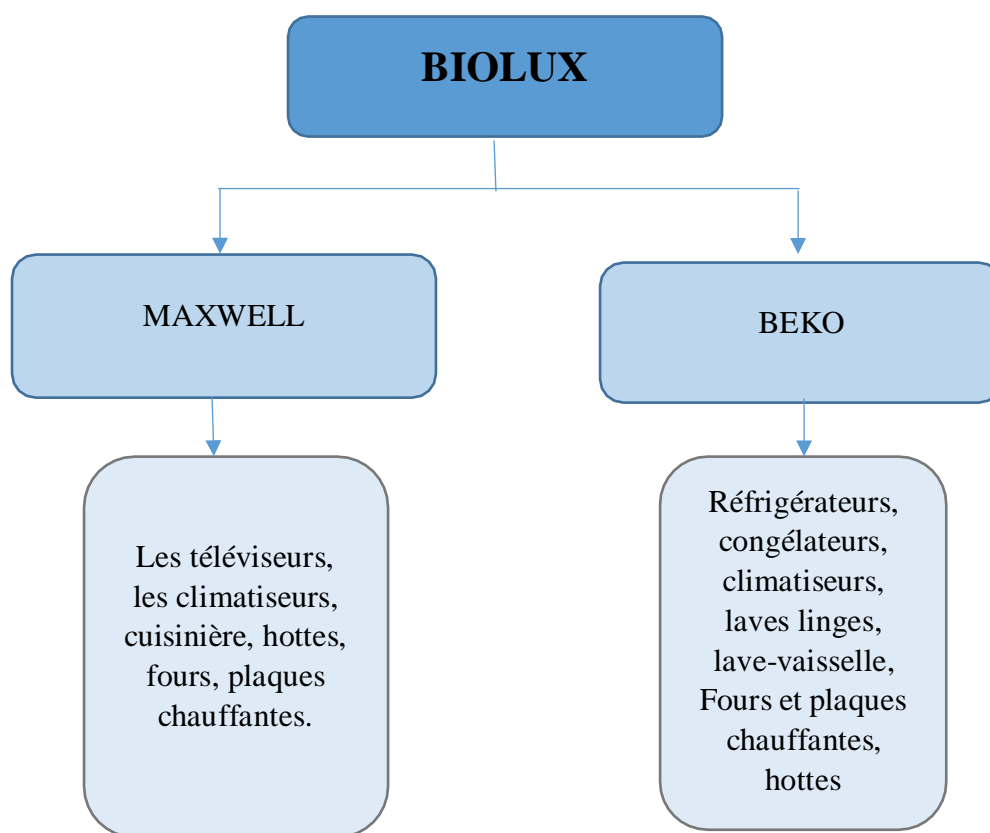 BIOLUX
MAXWELL
BEKO
Les téléviseurs,
les climatiseurs,
cuisinière, hottes,
fours, plaques
chauffantes.
Réfrigérateurs,
congélateurs,
climatiseurs,
laves linges,
lave-vaisselle,
Fours et plaques
chauffantes,
hottes